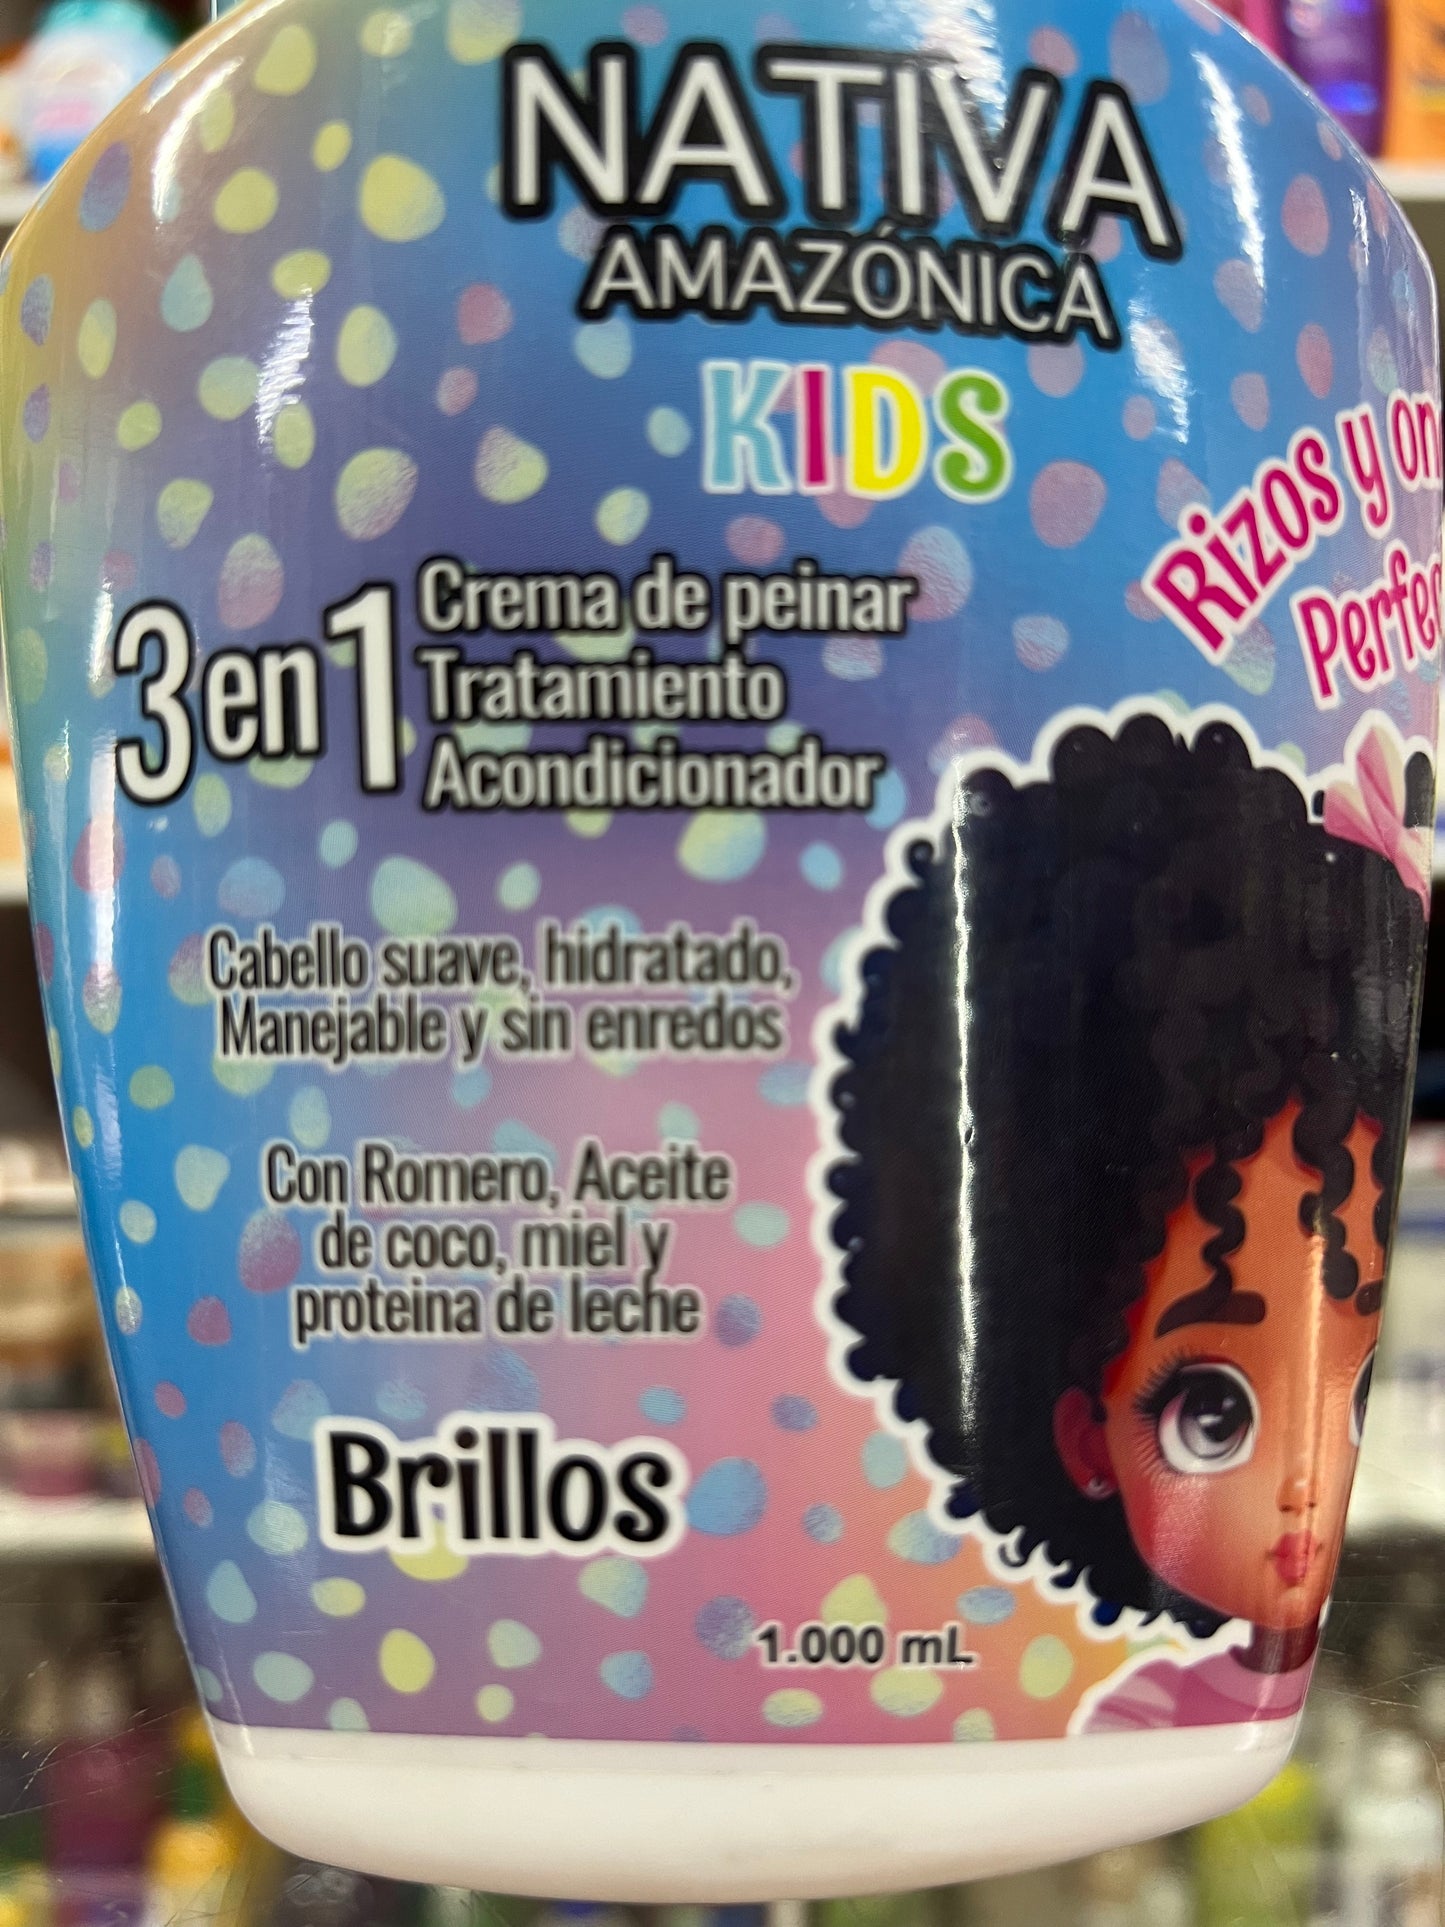 NATIVA
AMAZÓNICA
KIDS
Rizos y
3 en 1
Crema de peinar
Tratamiento
Acondicionador
Cabello suave, hidratado,
Manejable y sin enredos
Con Romero, Aceite
de coco, miel y
proteina de leche
Brillos
1.000 mL